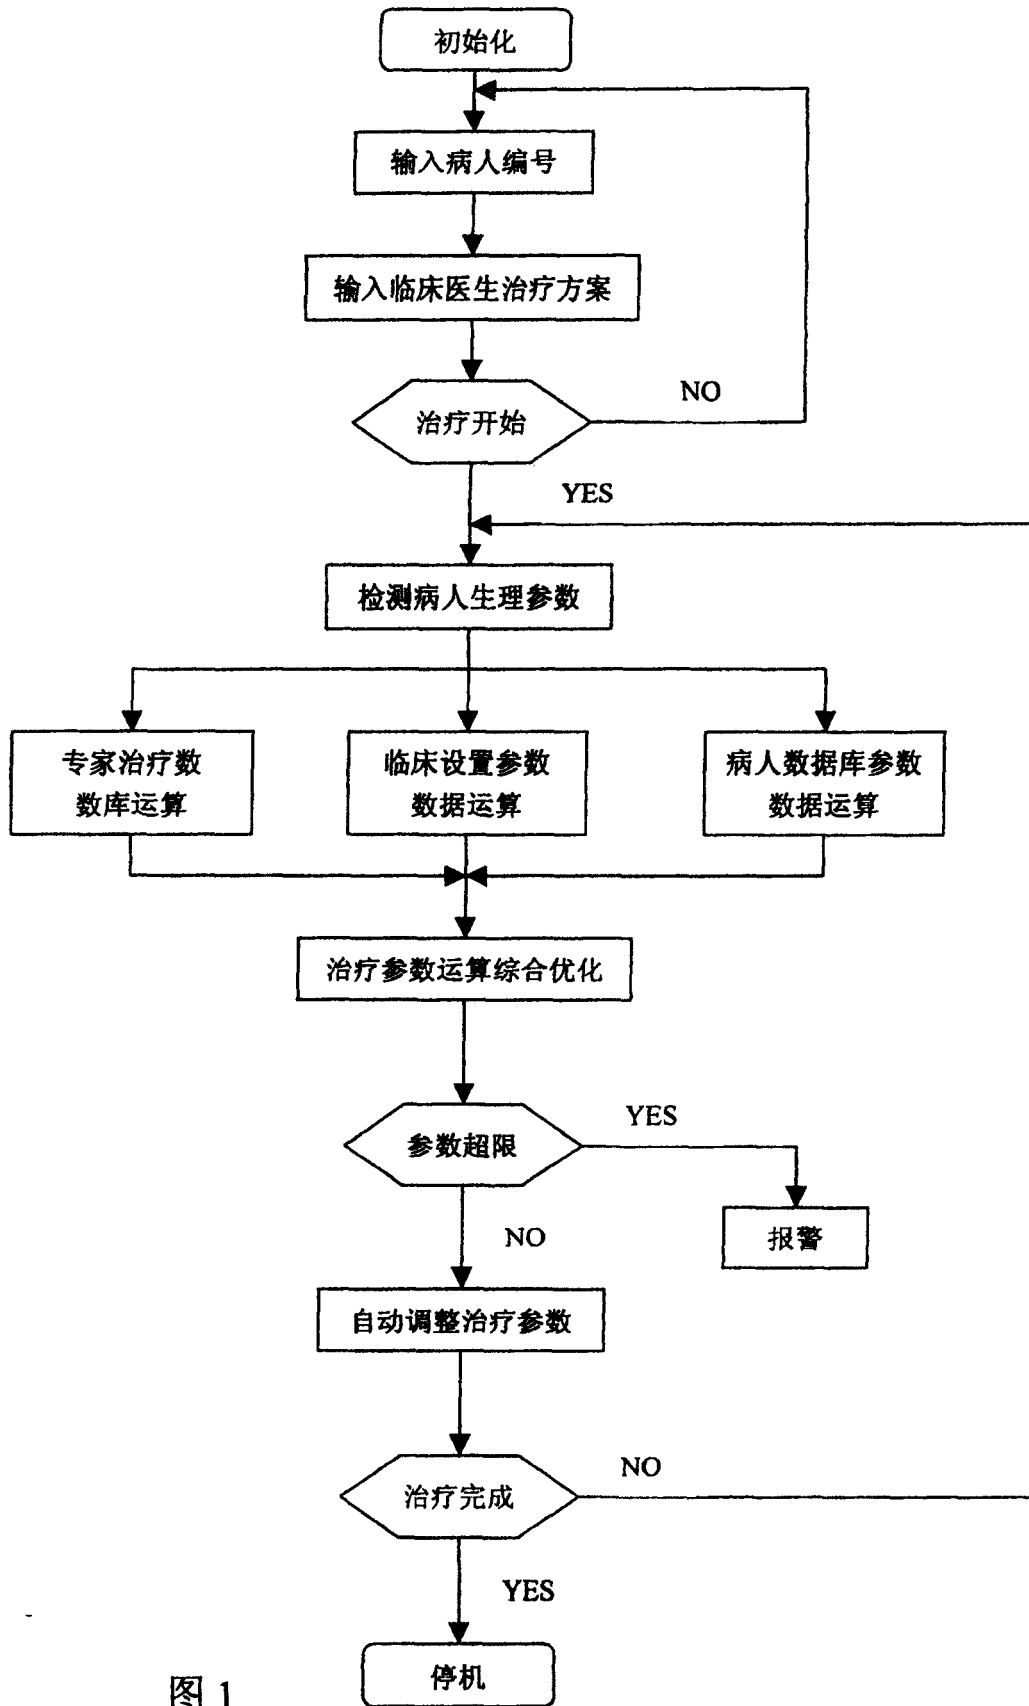 初始化
输入病人编号
输入临床医生治疗方案
治疗开始
NO
YES
检测病人生理参数
专家治疗数
数库运算
临床设置参数
数据运算
病人数据库参数
数据运算
治疗参数运算综合优化
参数超限
YES
报警
NO
自动调整治疗参数
治疗完成
NO
YES
停机
图 1